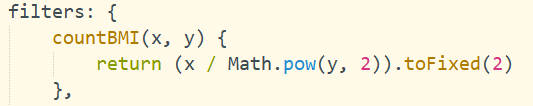 filters: {
countBMI(x, y) {
return (x / Math.pow(y, 2)).toFixed(2)
},